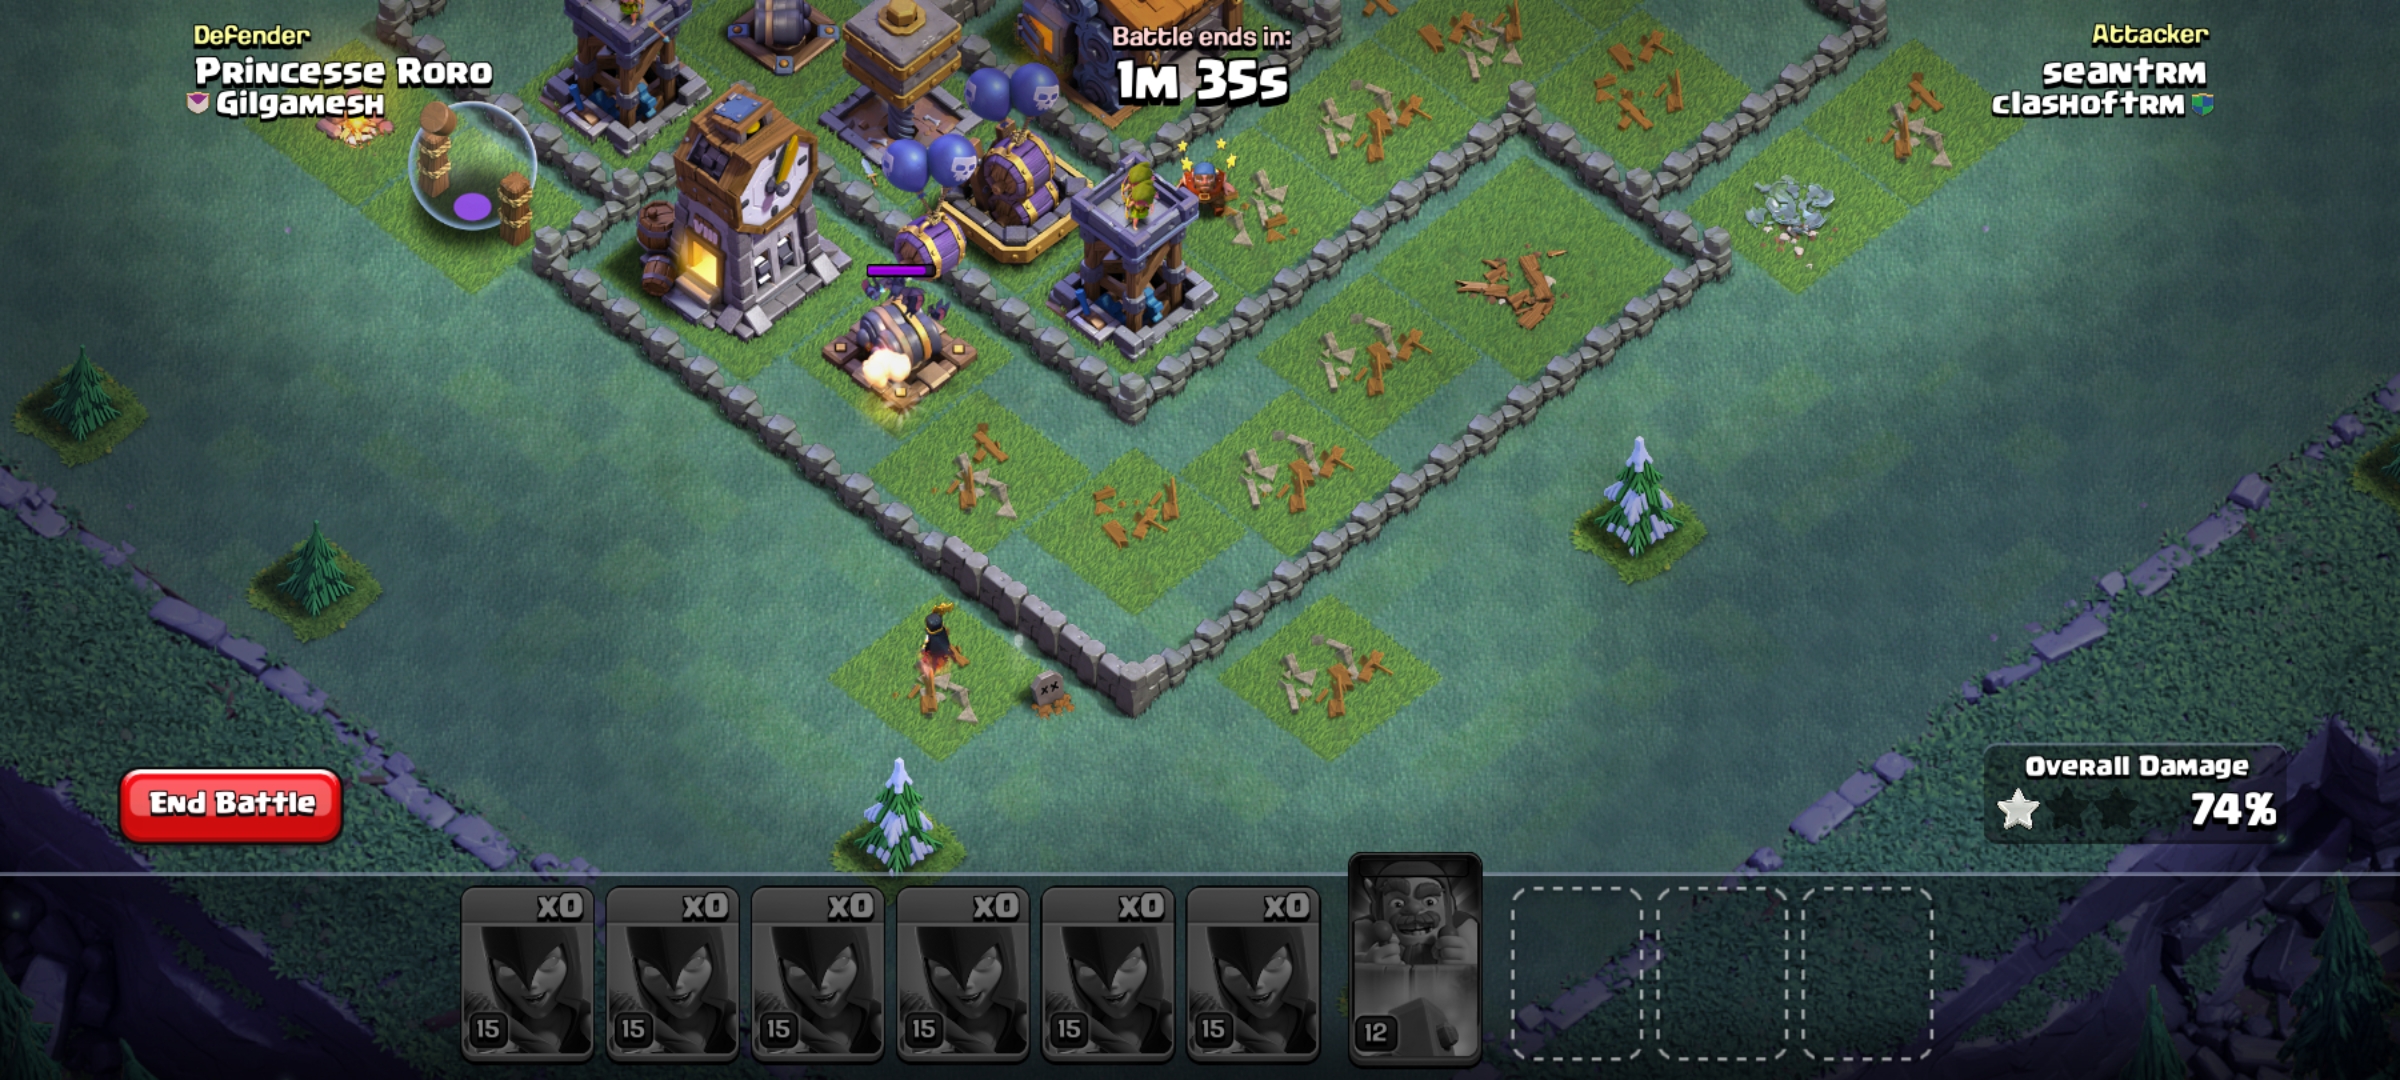 Defender
Princesse Roro
Gilgamesh
Battle ends in:
1M 35s
Attacker
seantrm
clashoftrm
VIII
End Battle
Overall Damage
74%
x0
x0
x0
x0
x0
x0
15
15
15
15
15
15
12